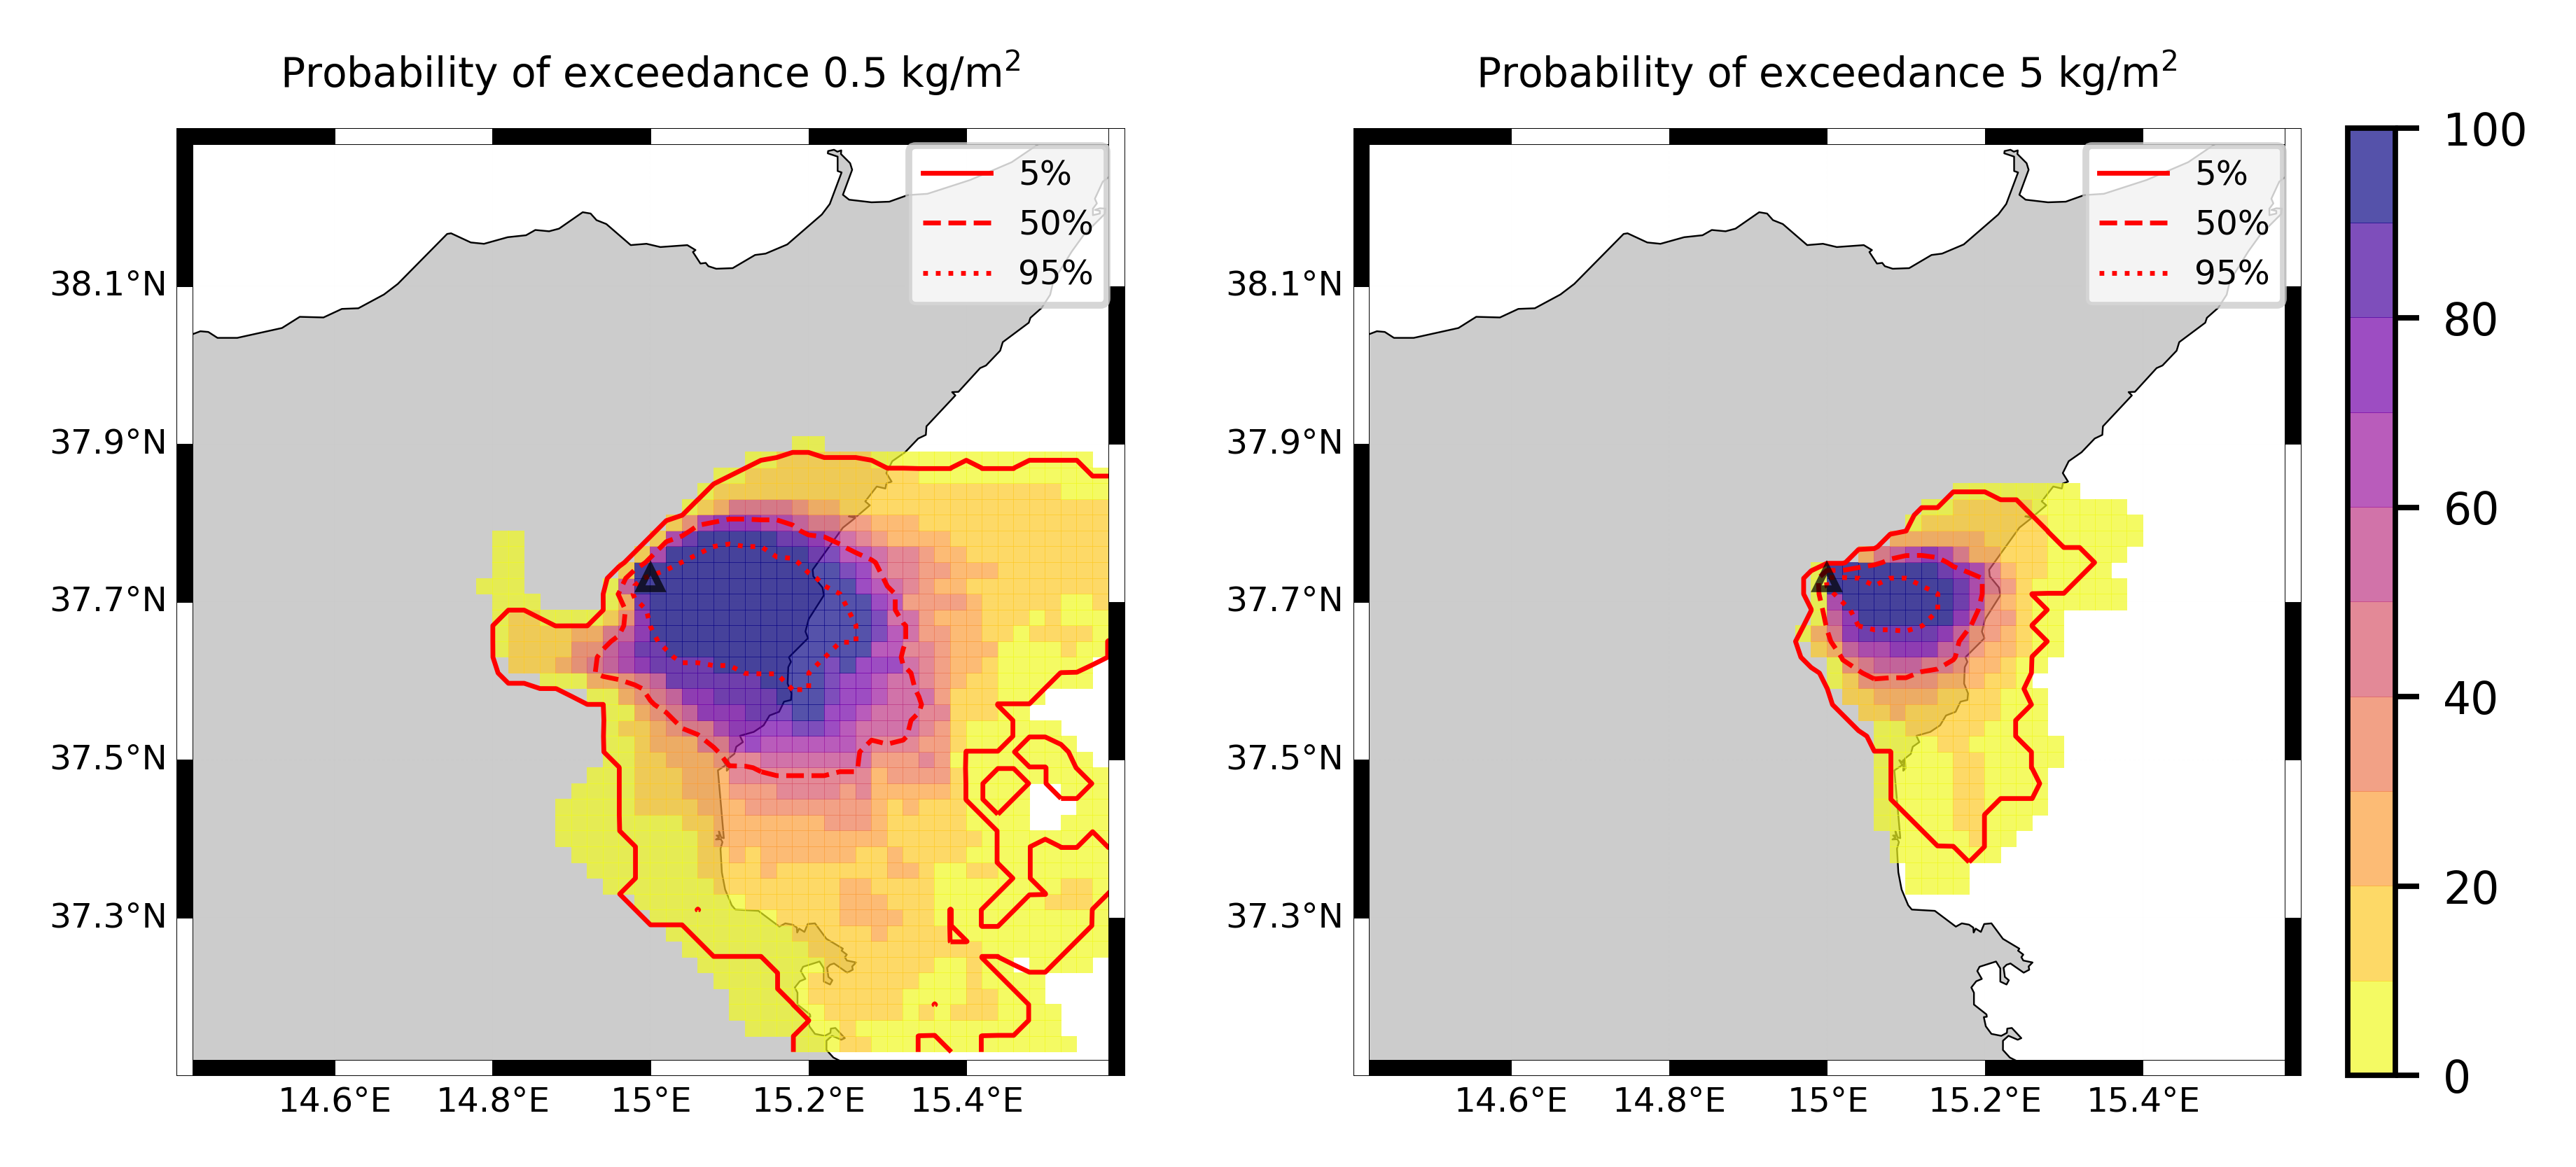 Probability of exceedance 0.5 kg/m²
5%
50%
95%
38.1°N
37.9°N
37.7°N
37.5°N
37.3°N
14.6°E 14.8°E 15°E 15.2°E 15.4°E
Probability of exceedance 5 kg/m²
5%
50%
95%
38.1°N
37.9°N
37.7°N
37.5°N
37.3°N
14.6°E 14.8°E 15°E 15.2°E 15.4°E
100
80
60
40
20
0